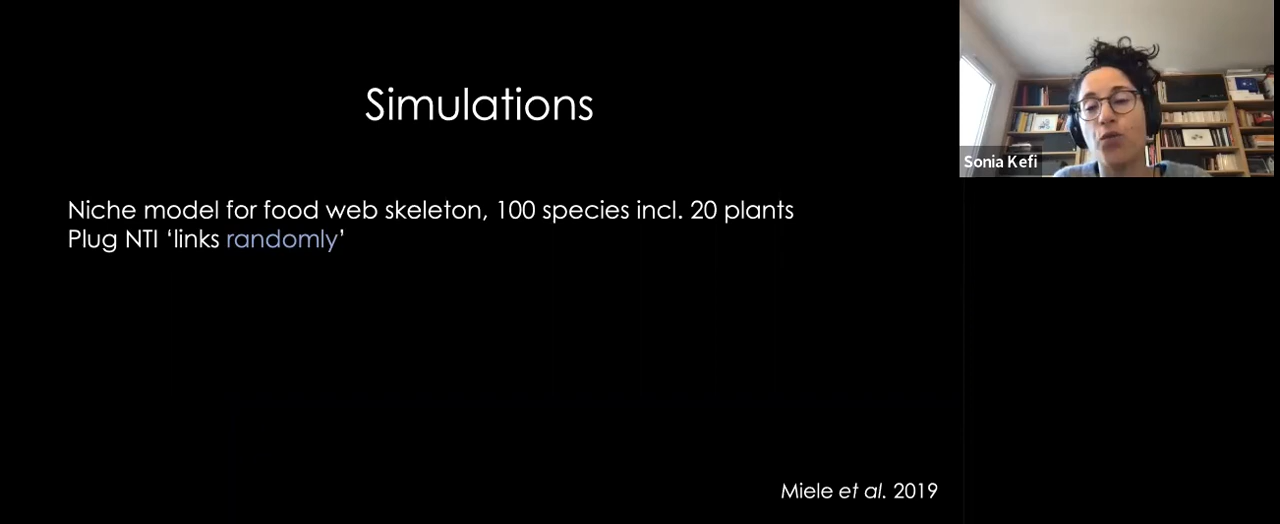 Simulations
Sonia Kefi
Niche model for food web skeleton, 100 species incl. 20 plants
Plug NTI ‘links randomly’
Miele et al. 2019